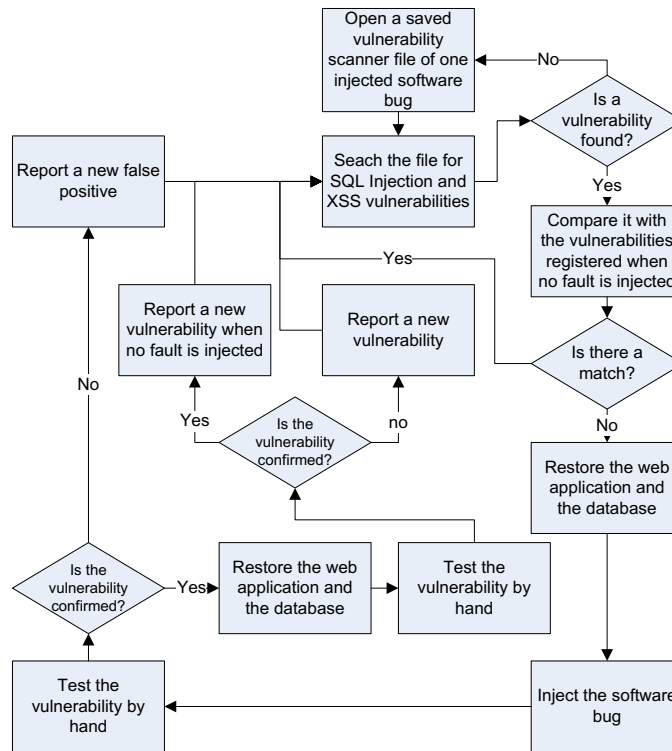 Open a saved
vulnerability
scanner file of one
injected software
bug
No
Is a
vulnerability
found?
Report a new false
positive
Seach the file for
SQL Injection and
XSS vulnerabilities
Yes
Compare it with
the vulnerabilities
registered when
no fault is injected
Yes
Report a new
vulnerability when
no fault is injected
Report a new
vulnerability
Is there a
match?
No
Yes
Is the
vulnerability
confirmed?
no
No
Restore the web
application and
the database
Is the
vulnerability
confirmed?
Yes
Restore the web
application and
the database
Test the
vulnerability by
hand
Test the
vulnerability by
hand
Inject the software
bug